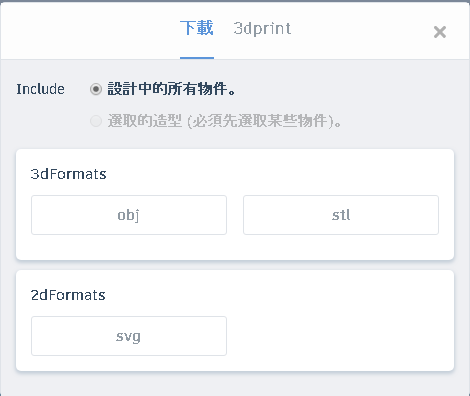 下載 3dprint
Include 設計中的所有物件。
選取的造型 (必須先選取某些物件)。
3dFormats
obj stl
2dFormats
svg